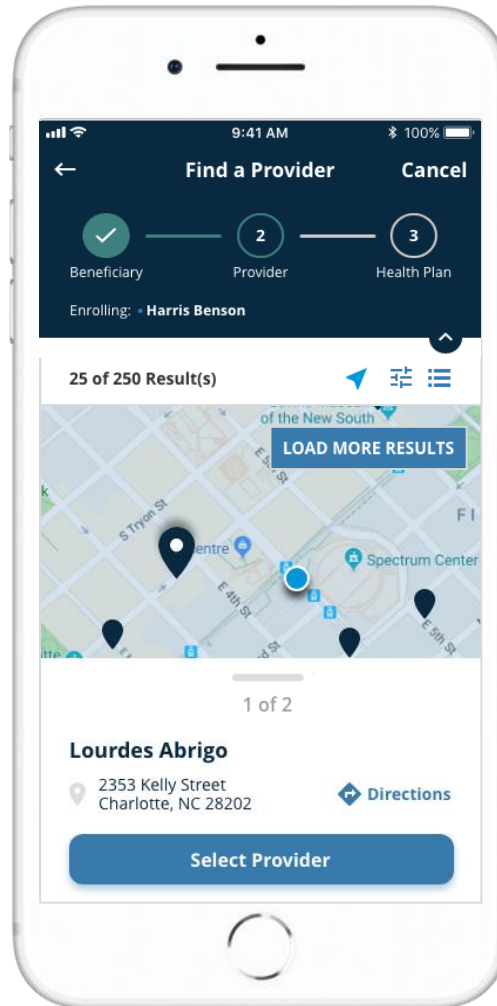 9:41 AM
100%
Find a Provider
Cancel
2
3
Beneficiary
Provider
Health Plan
Enrolling: • Harris Benson
25 of 250 Result(s)
of the New South
LOAD MORE RESULTS
S Tryon St
Spectrum Center
E 4th St
E 5th St
1 of 2
Lourdes Abrigo
2353 Kelly Street
Charlotte, NC 28202
Directions
Select Provider